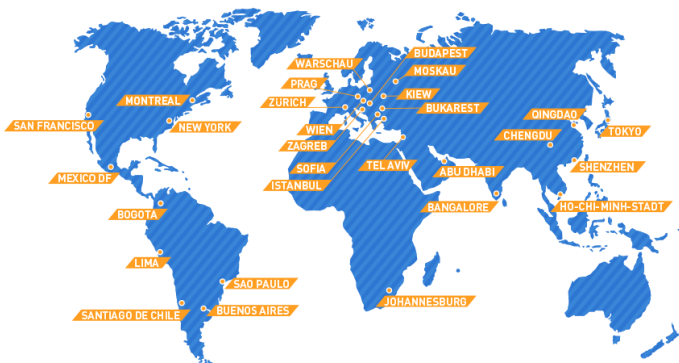 BUDAPEST
WARSCHAU
MOSKAU
PRAG
KIEW
MONTREAL
ZURICH
BUKAREST
QINGDAO
SAN FRANCISCO
NEW YORK
WIEN
CHENGDU
TOKYO
ZAGREB
SOFIA
TEL AVIV
ABU DHABI
SHENZHEN
MEXICO DF
ISTANBUL
BANGALORE
HO-CHI-MINH-STADT
BOGOTA
LIMA
SAO PAULO
JOHANNESBURG
SANTIAGO DE CHILE
BUENOS AIRES